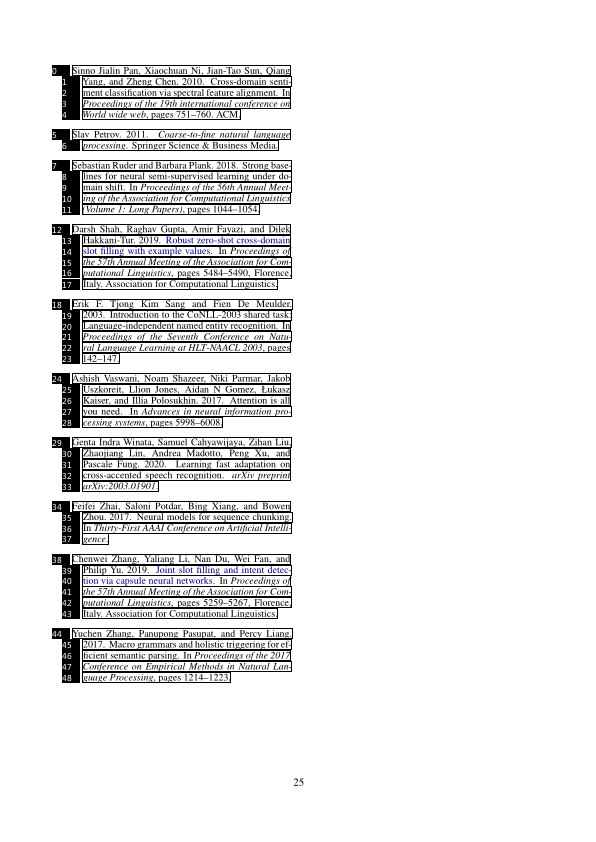 0 Sinno Jialin Pan, Xiaochuan Ni, Jian-Tao Sun, Qiang
1 Yang, and Zheng Chen. 2010. Cross-domain senti-
2 ment classification via spectral feature alignment. In
3 Proceedings of the 19th international conference on
4 World wide web, pages 751–760. ACM.
5 Slav Petrov. 2011. Coarse-to-fine natural language
6 processing. Springer Science & Business Media.
7 Sebastian Ruder and Barbara Plank. 2018. Strong base-
8 lines for neural semi-supervised learning under do-
9 main shift. In Proceedings of the 56th Annual Meet-
10 ing of the Association for Computational Linguistics
11 (Volume 1: Long Papers), pages 1044–1054.
12 Darsh Shah, Raghav Gupta, Amir Fayazi, and Dilek
13 Hakkani-Tur. 2019. Robust zero-shot cross-domain
14 slot filling with example values. In Proceedings of
15 the 57th Annual Meeting of the Association for Com-
16 putational Linguistics, pages 5484–5490, Florence,
17 Italy. Association for Computational Linguistics.
18 Erik F. Tjong Kim Sang and Fien De Meulder.
19 2003. Introduction to the CoNLL-2003 shared task:
20 Language-independent named entity recognition. In
21 Proceedings of the Seventh Conference on Natu-
22 ral Language Learning at HLT-NAACL 2003, pages
23 142–147.
24 Ashish Vaswani, Noam Shazeer, Niki Parmar, Jakob
25 Uszkoreit, Llion Jones, Aidan N Gomez, Łukasz
26 Kaiser, and Illia Polosukhin. 2017. Attention is all
27 you need. In Advances in neural information pro-
28 cessing systems, pages 5998–6008.
29 Genta Indra Winata, Samuel Cahyawijaya, Zihan Liu,
30 Zhaojiang Lin, Andrea Madotto, Peng Xu, and
31 Pascale Fung. 2020. Learning fast adaptation on
32 cross-accented speech recognition. arXiv preprint
33 arXiv:2003.01901.
34 Feifei Zhai, Saloni Potdar, Bing Xiang, and Bowen
35 Zhou. 2017. Neural models for sequence chunking.
36 In Thirty-First AAAI Conference on Artificial Intelli-
37 gence.
38 Chenwei Zhang, Yaliang Li, Nan Du, Wei Fan, and
39 Philip Yu. 2019. Joint slot filling and intent detec-
40 tion via capsule neural networks. In Proceedings of
41 the 57th Annual Meeting of the Association for Com-
42 putational Linguistics, pages 5259–5267, Florence,
43 Italy. Association for Computational Linguistics.
44 Yuchen Zhang, Panupong Pasupat, and Percy Liang.
45 2017. Macro grammars and holistic triggering for ef-
46 ficient semantic parsing. In Proceedings of the 2017
47 Conference on Empirical Methods in Natural Lan-
48 guage Processing, pages 1214–1223.
25